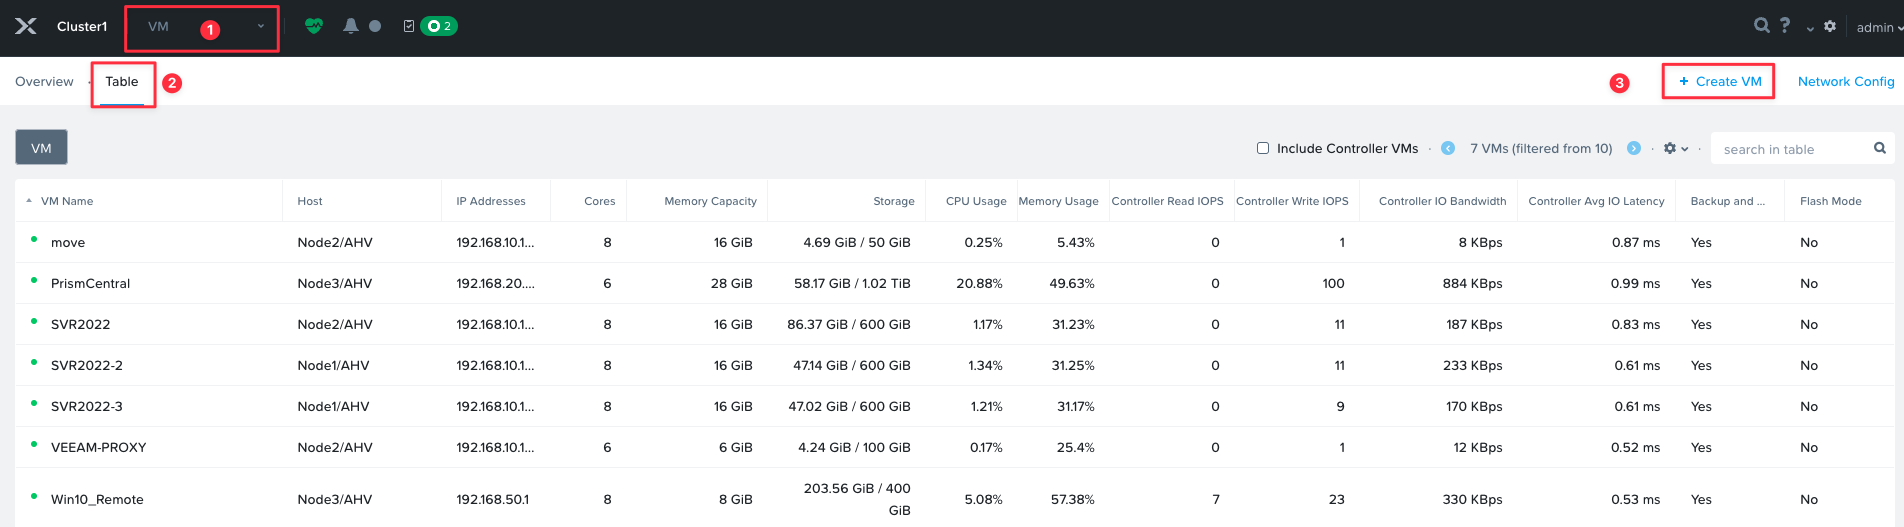 Cluster1 VM 1 2 ? admin
Overview · Table 2 3 + Create VM Network Config
VM Include Controller VMs · 7 VMs (filtered from 10) · · search in table
VM Name Host IP Addresses Cores Memory Capacity Storage CPU Usage Memory Usage Controller Read IOPS Controller Write IOPS Controller IO Bandwidth Controller Avg IO Latency Backup and ... Flash Mode
move Node2/AHV 192.168.10.1... 8 16 GiB 4.69 GiB / 50 GiB 0.25% 5.43% 0 1 8 KBps 0.87 ms Yes No
PrismCentral Node3/AHV 192.168.20.... 6 28 GiB 58.17 GiB / 1.02 TiB 20.88% 49.63% 0 100 884 KBps 0.99 ms Yes No
SVR2022 Node2/AHV 192.168.10.1... 8 16 GiB 86.37 GiB / 600 GiB 1.17% 31.23% 0 11 187 KBps 0.83 ms Yes No
SVR2022-2 Node1/AHV 192.168.10.1... 8 16 GiB 47.14 GiB / 600 GiB 1.34% 31.25% 0 11 233 KBps 0.61 ms Yes No
SVR2022-3 Node1/AHV 192.168.10.1... 8 16 GiB 47.02 GiB / 600 GiB 1.21% 31.17% 0 9 170 KBps 0.61 ms Yes No
VEEAM-PROXY Node2/AHV 192.168.10.1... 6 6 GiB 4.24 GiB / 100 GiB 0.17% 25.4% 0 1 12 KBps 0.52 ms Yes No
Win10_Remote Node3/AHV 192.168.50.1 8 8 GiB 203.56 GiB / 400 GiB 5.08% 57.38% 7 23 330 KBps 0.53 ms Yes No